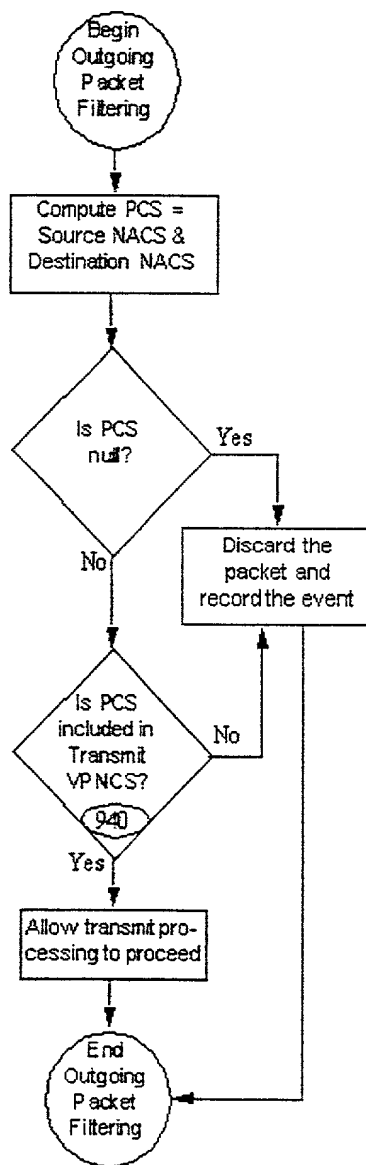 Begin
Outgoing
Packet
Filtering
Compute PCS =
Source NACS &
Destination NACS
Is PCS
null?
Yes
No
Discard the
packet and
record the event
Is PCS
included in
Transmit
VPNCS?
940
No
Yes
Allow transmit pro-
cessing to proceed
End
Outgoing
Packet
Filtering